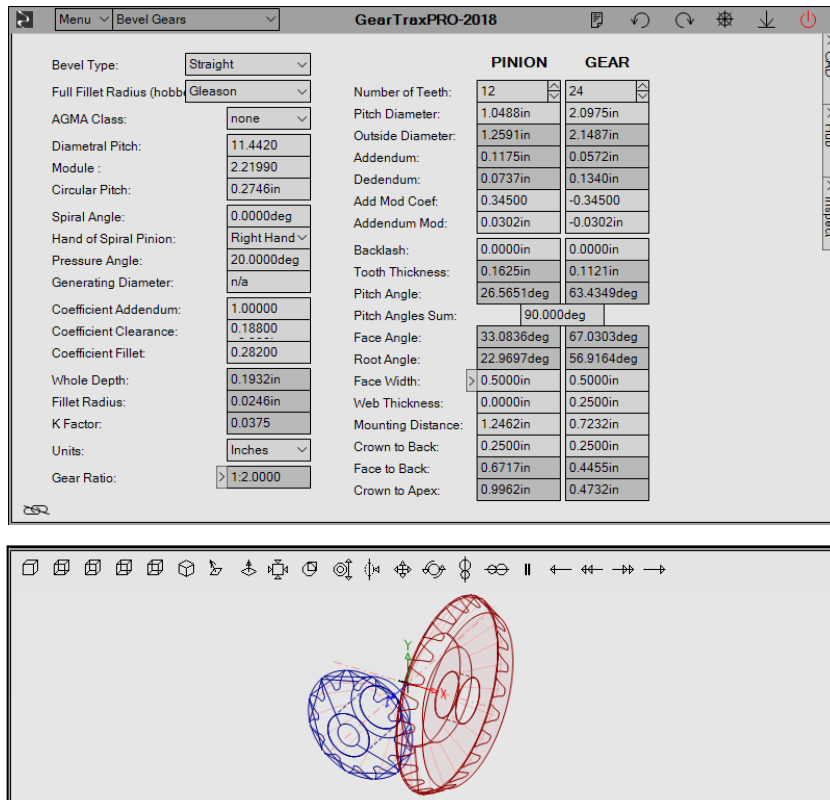 Menu Bevel Gears GearTraxPRO-2018
Bevel Type: Straight
Full Fillet Radius (hobbe Gleason
AGMA Class: none
Diametral Pitch: 11.4420
Module : 2.21990
Circular Pitch: 0.2746in
Spiral Angle: 0.0000deg
Hand of Spiral Pinion: Right Hand
Pressure Angle: 20.0000deg
Generating Diameter: n/a
Coefficient Addendum: 1.00000
Coefficient Clearance: 0.18800
Coefficient Fillet: 0.28200
Whole Depth: 0.1932in
Fillet Radius: 0.0246in
K Factor: 0.0375
Units: Inches
Gear Ratio: > 1:2.0000
PINION GEAR
Number of Teeth: 12 24
Pitch Diameter: 1.0488in 2.0975in
Outside Diameter: 1.2591in 2.1487in
Addendum: 0.1175in 0.0572in
Dedendum: 0.0737in 0.1340in
Add Mod Coef: 0.34500 -0.34500
Addendum Mod: 0.0302in -0.0302in
Backlash: 0.0000in 0.0000in
Tooth Thickness: 0.1625in 0.1121in
Pitch Angle: 26.5651deg 63.4349deg
Pitch Angles Sum: 90.000deg
Face Angle: 33.0836deg 67.0303deg
Root Angle: 22.9697deg 56.9164deg
Face Width: > 0.5000in 0.5000in
Web Thickness: 0.0000in 0.2500in
Mounting Distance: 1.2462in 0.7232in
Crown to Back: 0.2500in 0.2500in
Face to Back: 0.6717in 0.4455in
Crown to Apex: 0.9962in 0.4732in
> CAD
> Hub
> Inspect
Y
X